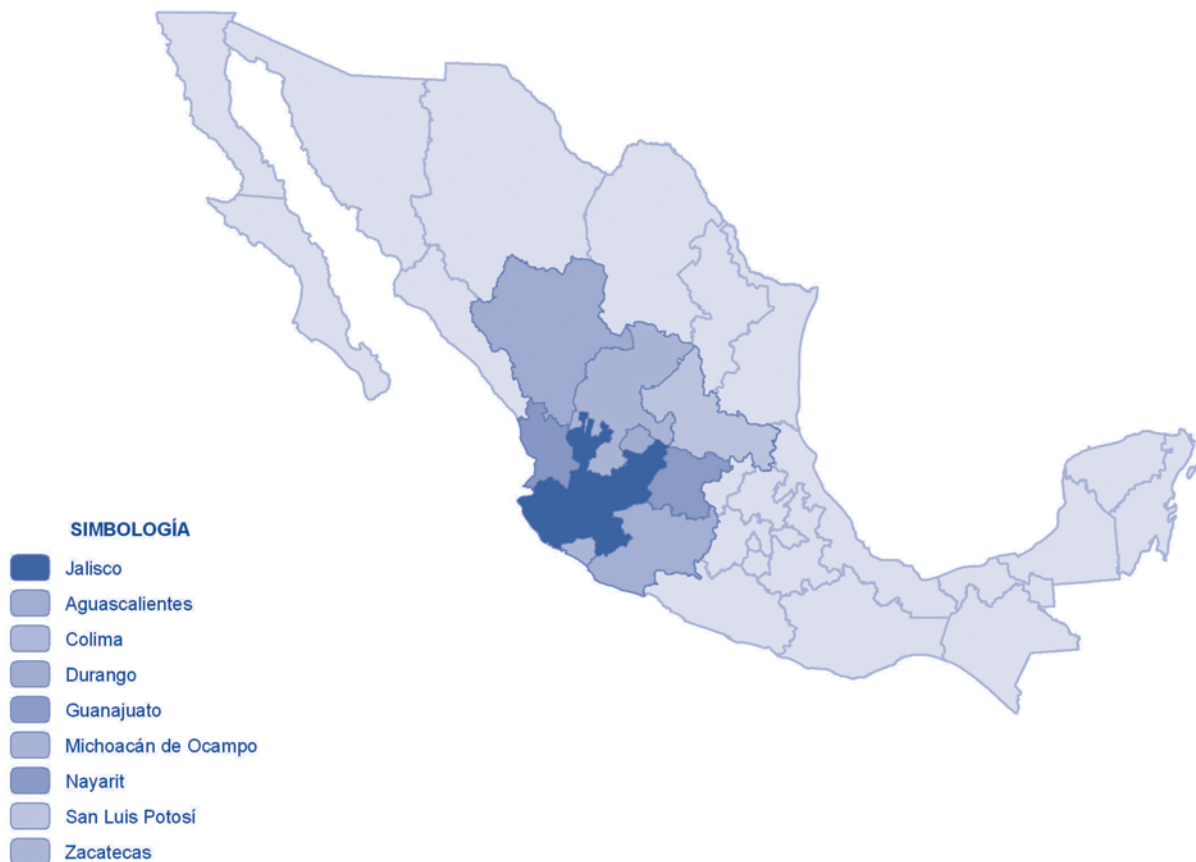 SIMBOLOGÍA
Jalisco
Aguascalientes
Colima
Durango
Guanajuato
Michoacán de Ocampo
Nayarit
San Luis Potosí
Zacatecas